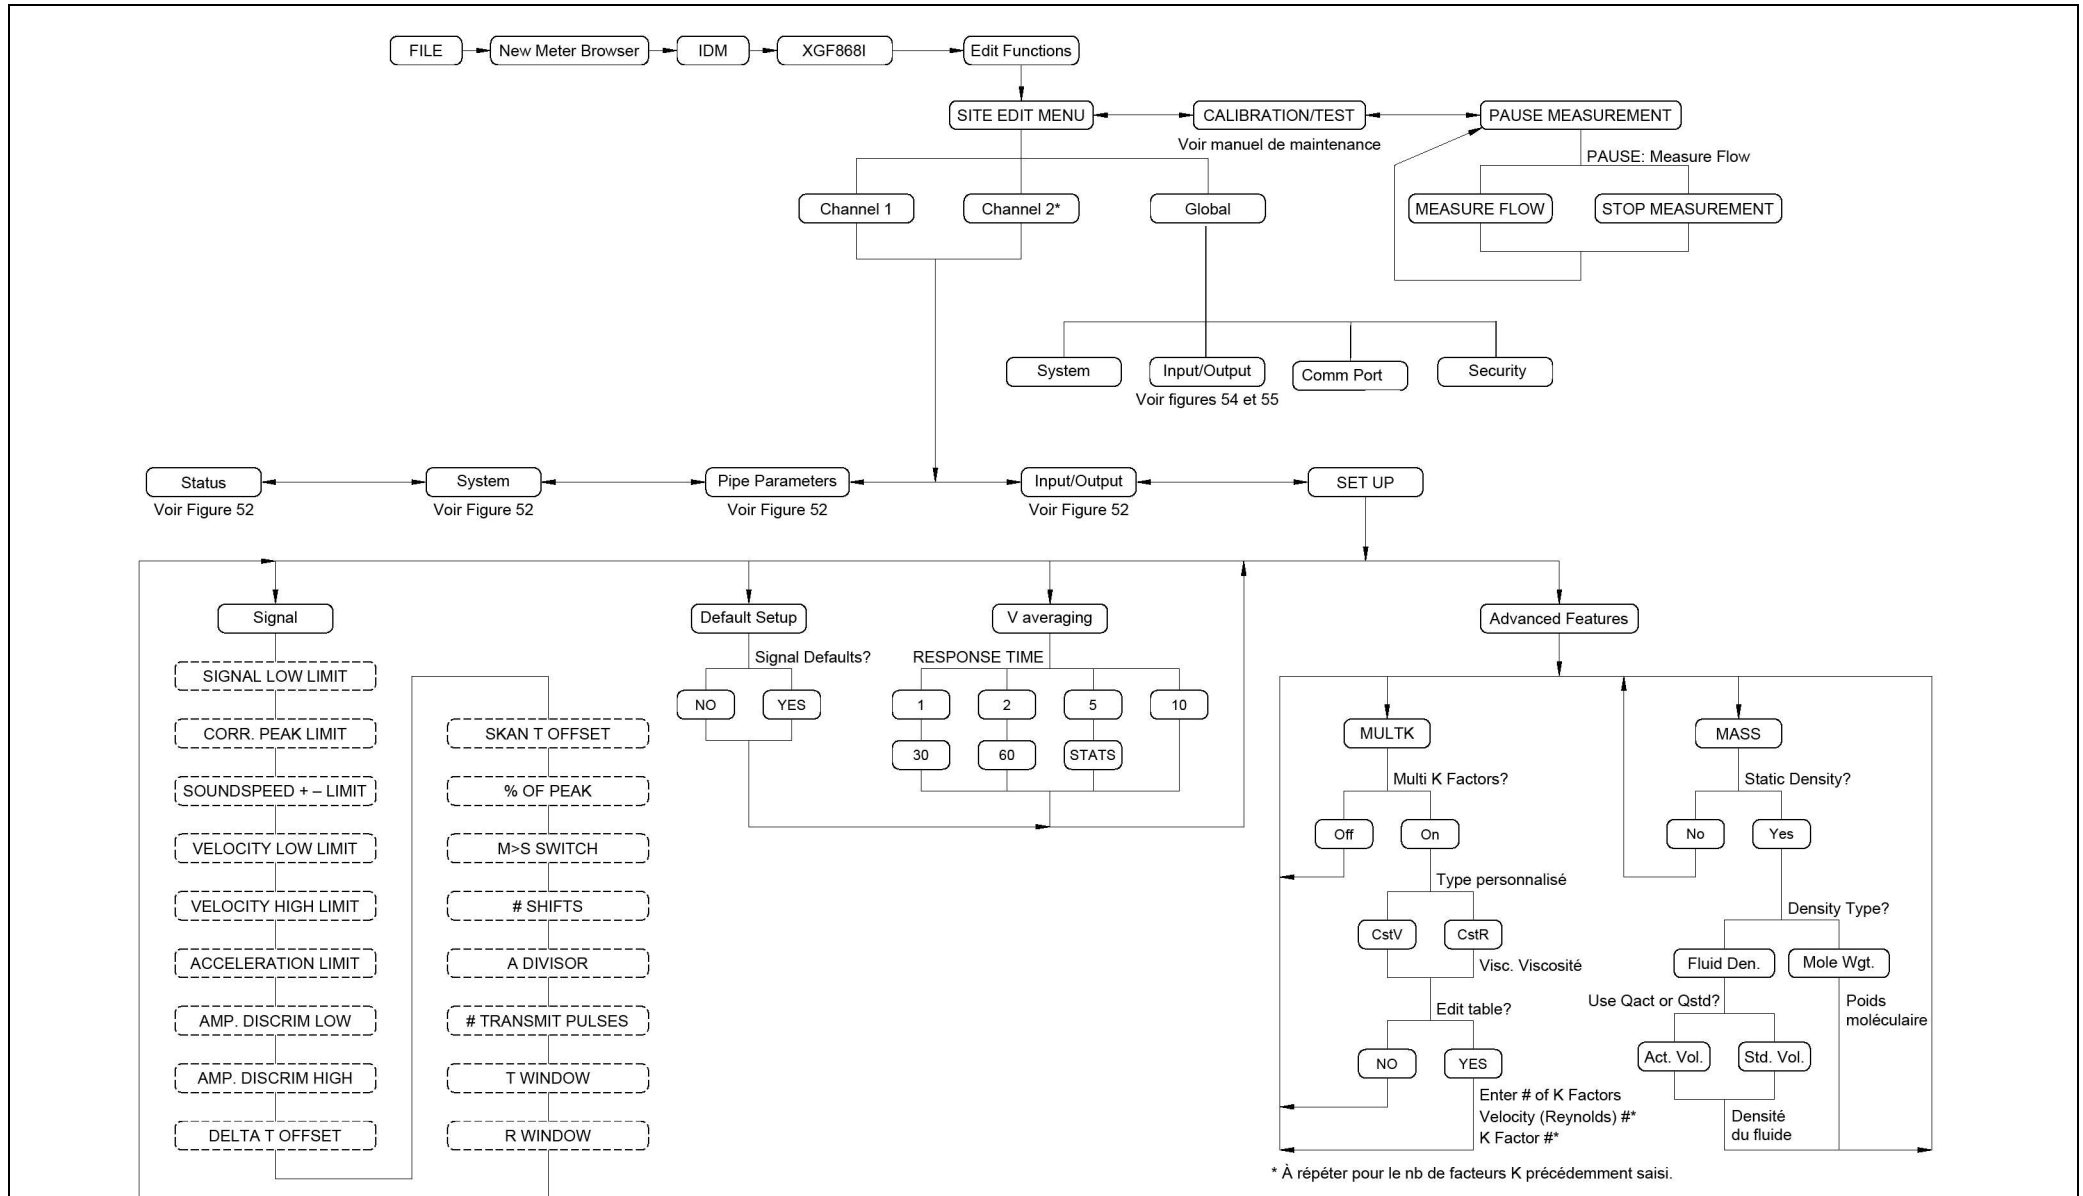 FILE
New Meter Browser
IDM
XGF868I
Edit Functions
SITE EDIT MENU
CALIBRATION/TEST
PAUSE MEASUREMENT
Voir manuel de maintenance
PAUSE: Measure Flow
Channel 1
Channel 2*
Global
MEASURE FLOW
STOP MEASUREMENT
System
Input/Output
Comm Port
Security
Voir figures 54 et 55
Status
System
Pipe Parameters
Input/Output
SET UP
Voir Figure 52
Voir Figure 52
Voir Figure 52
Voir Figure 52
Signal
Default Setup
V averaging
Advanced Features
SIGNAL LOW LIMIT
CORR. PEAK LIMIT
SOUNDSPEED + – LIMIT
VELOCITY LOW LIMIT
VELOCITY HIGH LIMIT
ACCELERATION LIMIT
AMP. DISCRIM LOW
AMP. DISCRIM HIGH
DELTA T OFFSET
SKAN T OFFSET
% OF PEAK
M>S SWITCH
# SHIFTS
A DIVISOR
# TRANSMIT PULSES
T WINDOW
R WINDOW
Signal Defaults?
NO
YES
RESPONSE TIME
1
2
5
10
30
60
STATS
MULTK
Multi K Factors?
Off
On
Type personnalisé
CstV
CstR
Visc. Viscosité
Edit table?
NO
YES
Enter # of K Factors
Velocity (Reynolds) #*
K Factor #*
MASS
Static Density?
No
Yes
Density Type?
Fluid Den.
Mole Wgt.
Use Qact or Qstd?
Poids
moléculaire
Act. Vol.
Std. Vol.
Densité
du fluide
* À répéter pour le nb de facteurs K précédemment saisi.